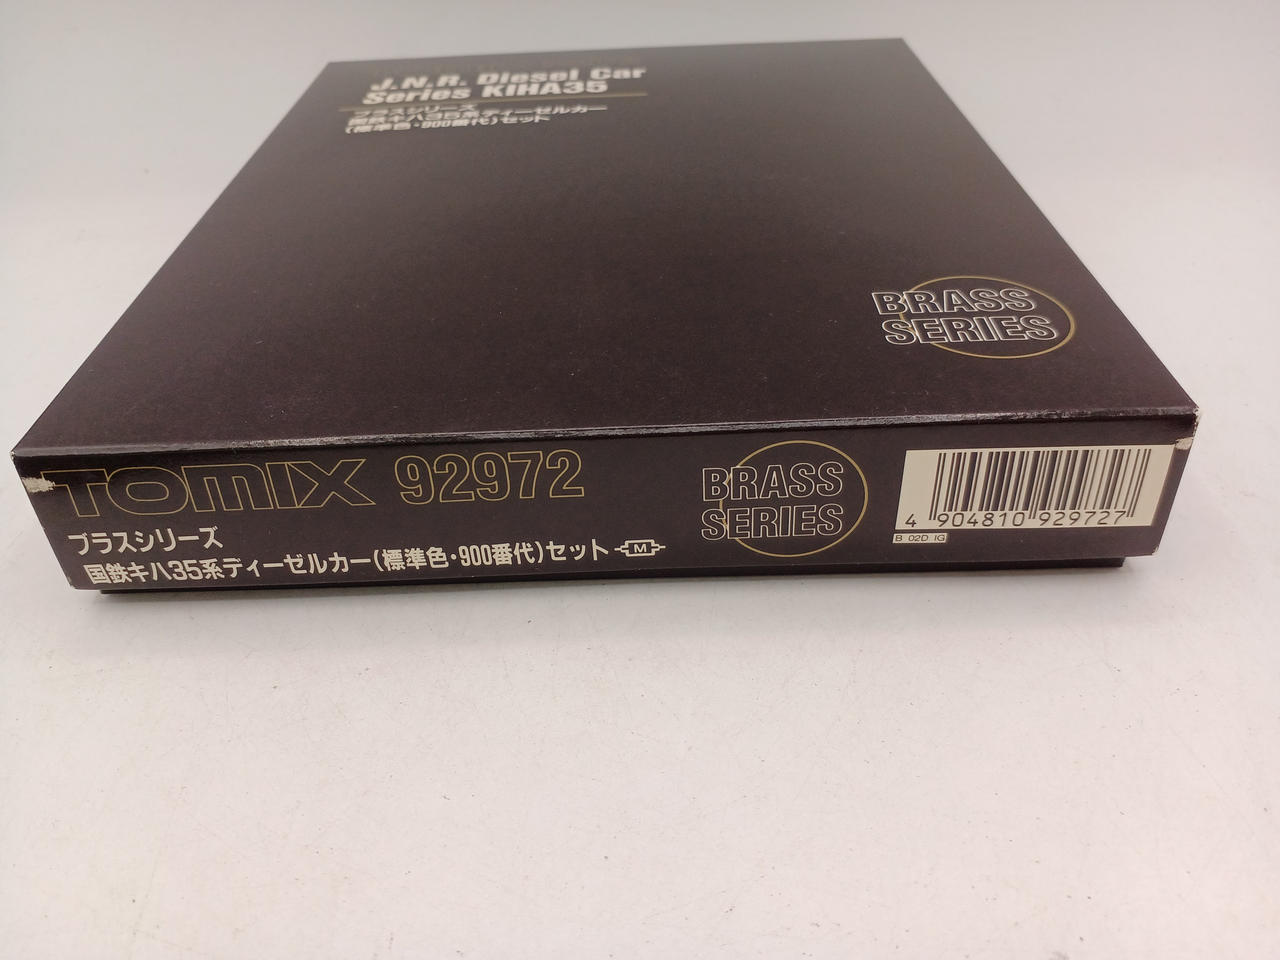 J.N.R. Diesel Car
Series KIHA35
ブラスシリーズ
国鉄キハ35系ディーゼルカー
(標準色・900番代)セット
BRASS
SERIES
TOMIX 92972
ブラスシリーズ
国鉄キハ35系ディーゼルカー(標準色・900番代)セット M
BRASS
SERIES
4 904810 929727
B 02D IG